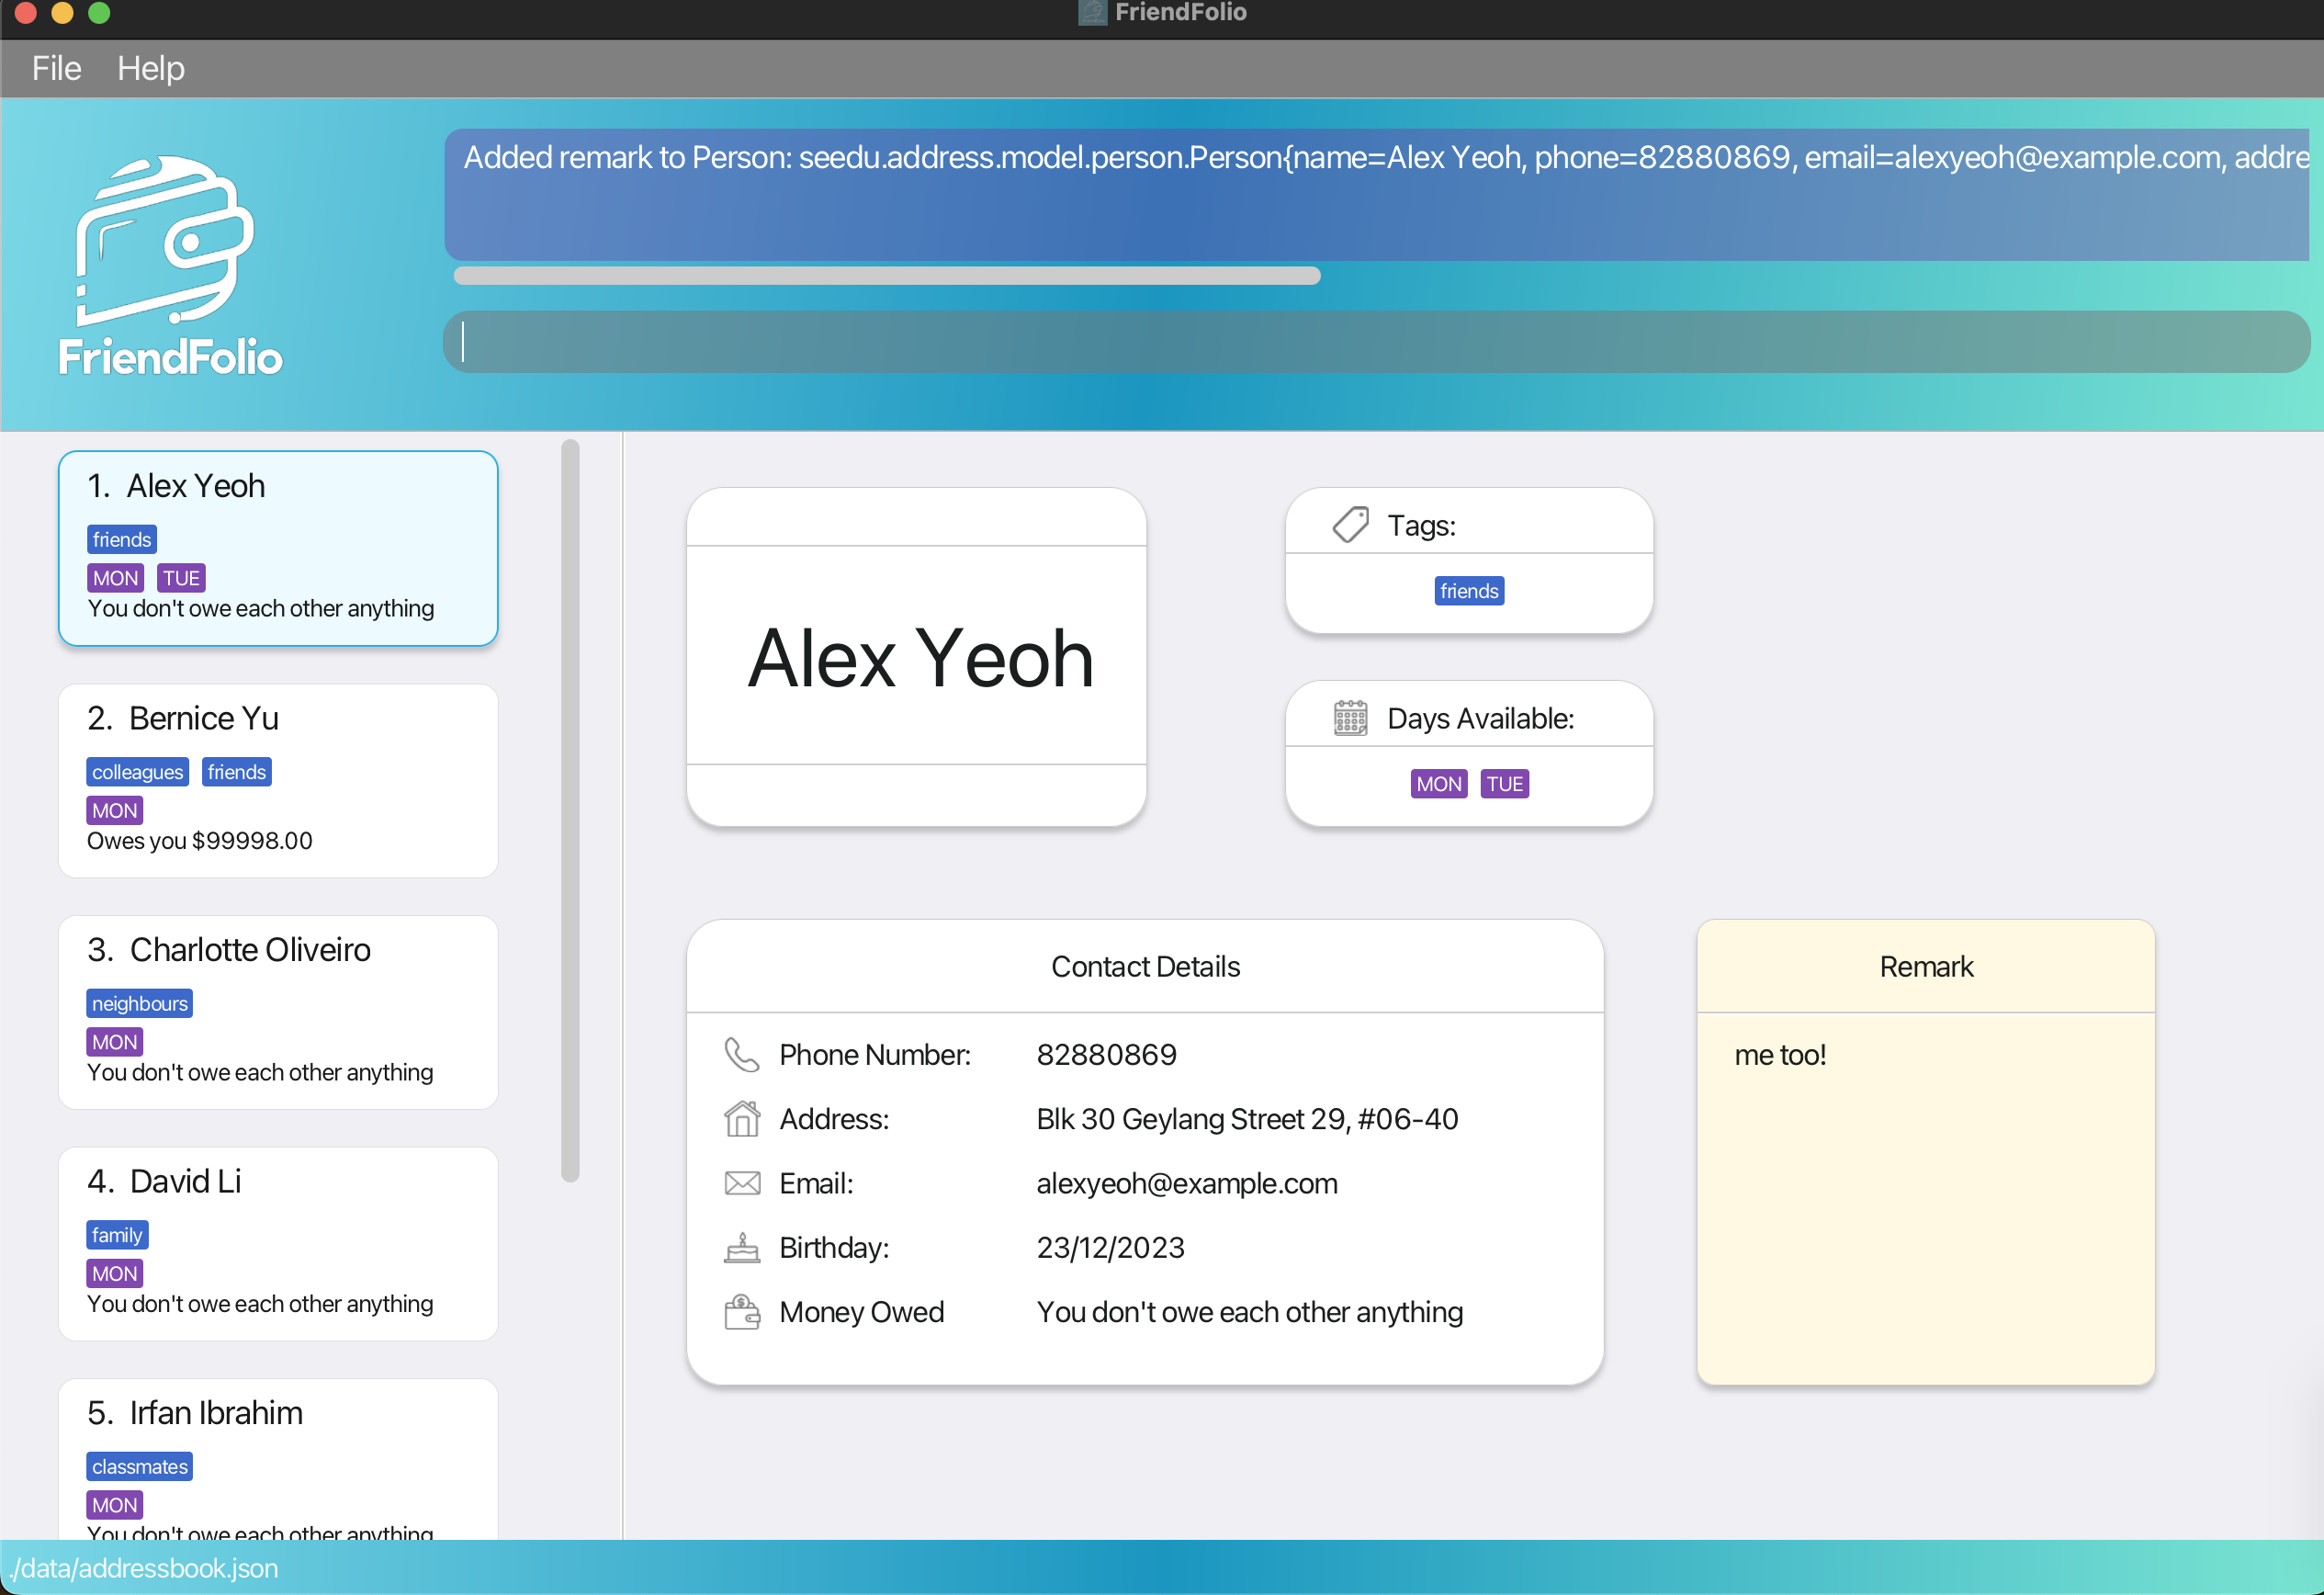 FriendFolio
File Help
Added remark to Person: seedu.address.model.person.Person{name=Alex Yeoh, phone=82880869, email=alexyeoh@example.com, addre
FriendFolio
1. Alex Yeoh
friends
MON TUE
You don't owe each other anything
2. Bernice Yu
colleagues friends
MON
Owes you $99998.00
3. Charlotte Oliveiro
neighbours
MON
You don't owe each other anything
4. David Li
family
MON
You don't owe each other anything
5. Irfan Ibrahim
classmates
MON
You don't owe each other anything
Alex Yeoh
Tags:
friends
Days Available:
MON TUE
Contact Details
Phone Number: 82880869
Address: Blk 30 Geylang Street 29, #06-40
Email: alexyeoh@example.com
Birthday: 23/12/2023
Money Owed You don't owe each other anything
Remark
me too!
./data/addressbook.json